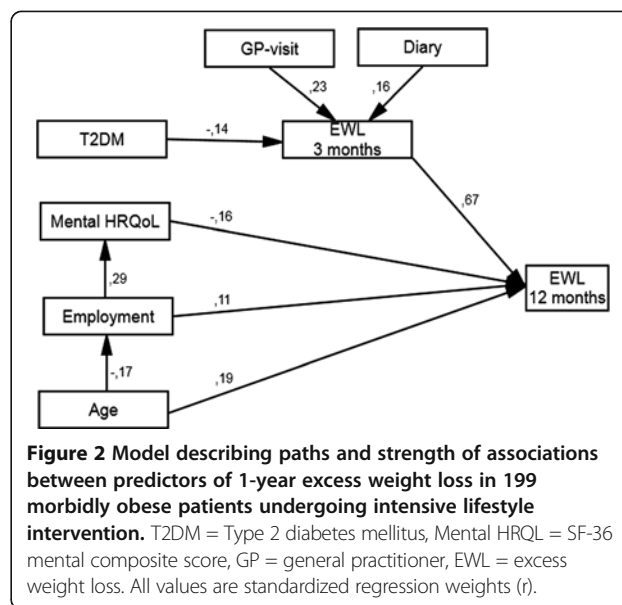 GP-visit
Diary
,23
,16
T2DM
-,14
EWL
3 months
,67
Mental HRQoL
-,16
,29
EWL
12 months
Employment
,11
-,17
,19
Age
Figure 2 Model describing paths and strength of associations
between predictors of 1-year excess weight loss in 199
morbidly obese patients undergoing intensive lifestyle
intervention. T2DM = Type 2 diabetes mellitus, Mental HRQL = SF-36
mental composite score, GP = general practitioner, EWL = excess
weight loss. All values are standardized regression weights (r).